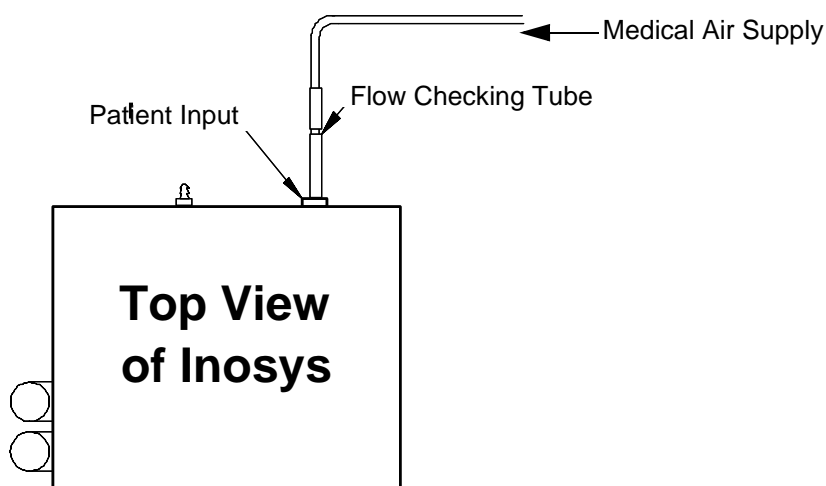 Medical Air Supply
Flow Checking Tube
Patient Input
Top View
of Inosys